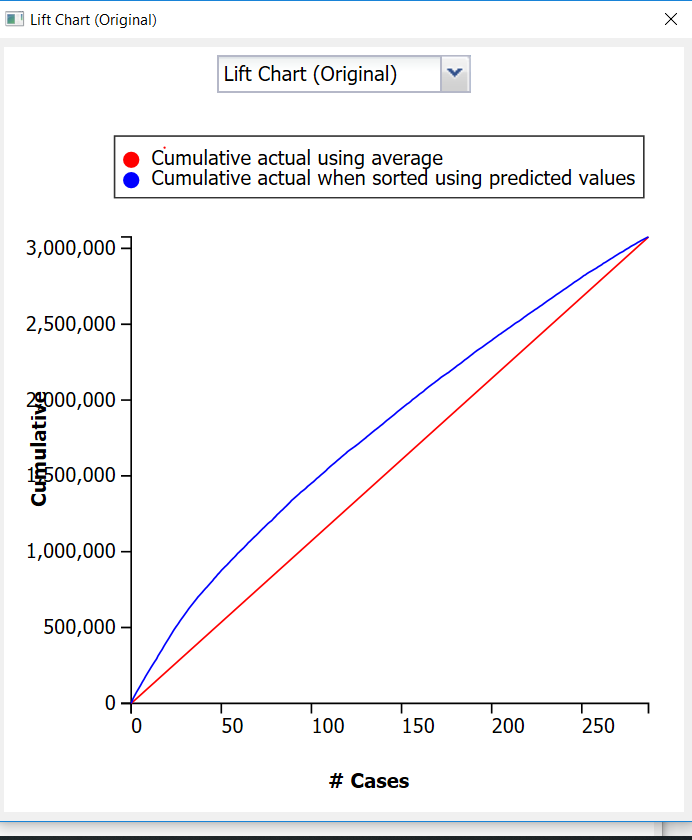 Lift Chart (Original)
Lift Chart (Original)
Cumulative actual using average
Cumulative actual when sorted using predicted values
3,000,000
2,500,000
2,000,000
1,500,000
1,000,000
500,000
0
Cumulative
0 50 100 150 200 250
# Cases